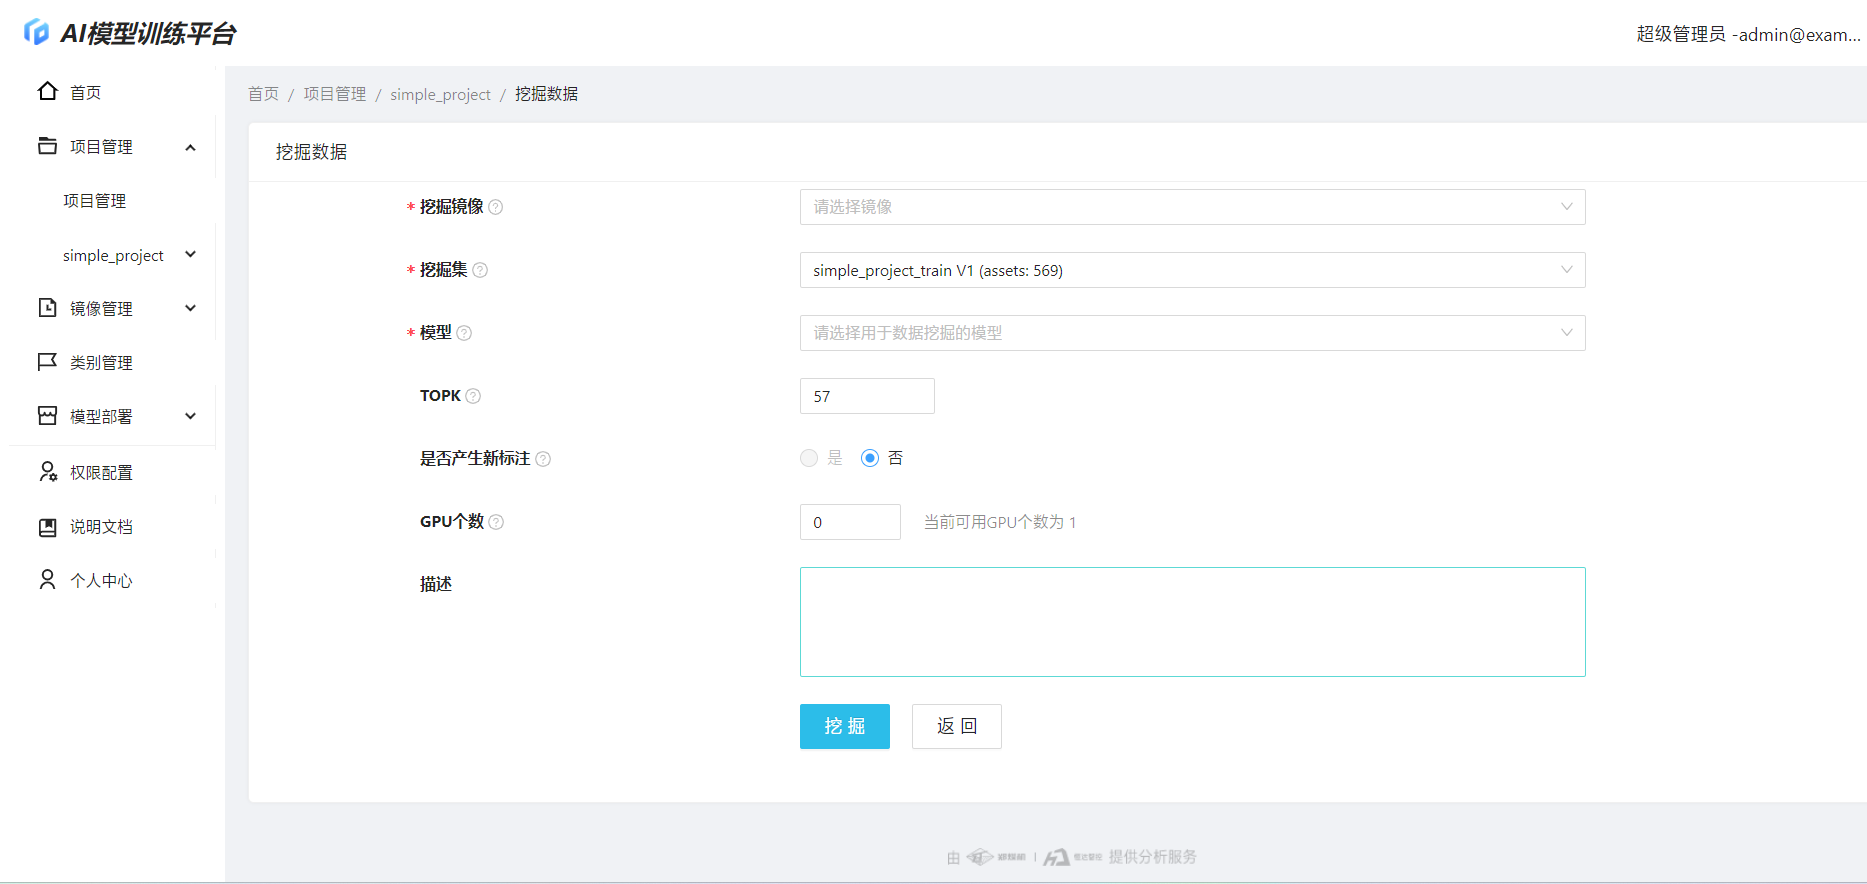 AI模型训练平台
超级管理员 -admin@exam...
首页
项目管理
项目管理
simple_project
镜像管理
类别管理
模型部署
权限配置
说明文档
个人中心
首页 / 项目管理 / simple_project / 挖掘数据
挖掘数据
* 挖掘镜像 ?
请选择镜像
* 挖掘集 ?
simple_project_train V1 (assets: 569)
* 模型 ?
请选择用于数据挖掘的模型
TOPK ?
57
是否产生新标注 ?
是 否
GPU个数 ?
0 当前可用GPU个数为 1
描述
挖 掘 返 回
由 | 提供分析服务